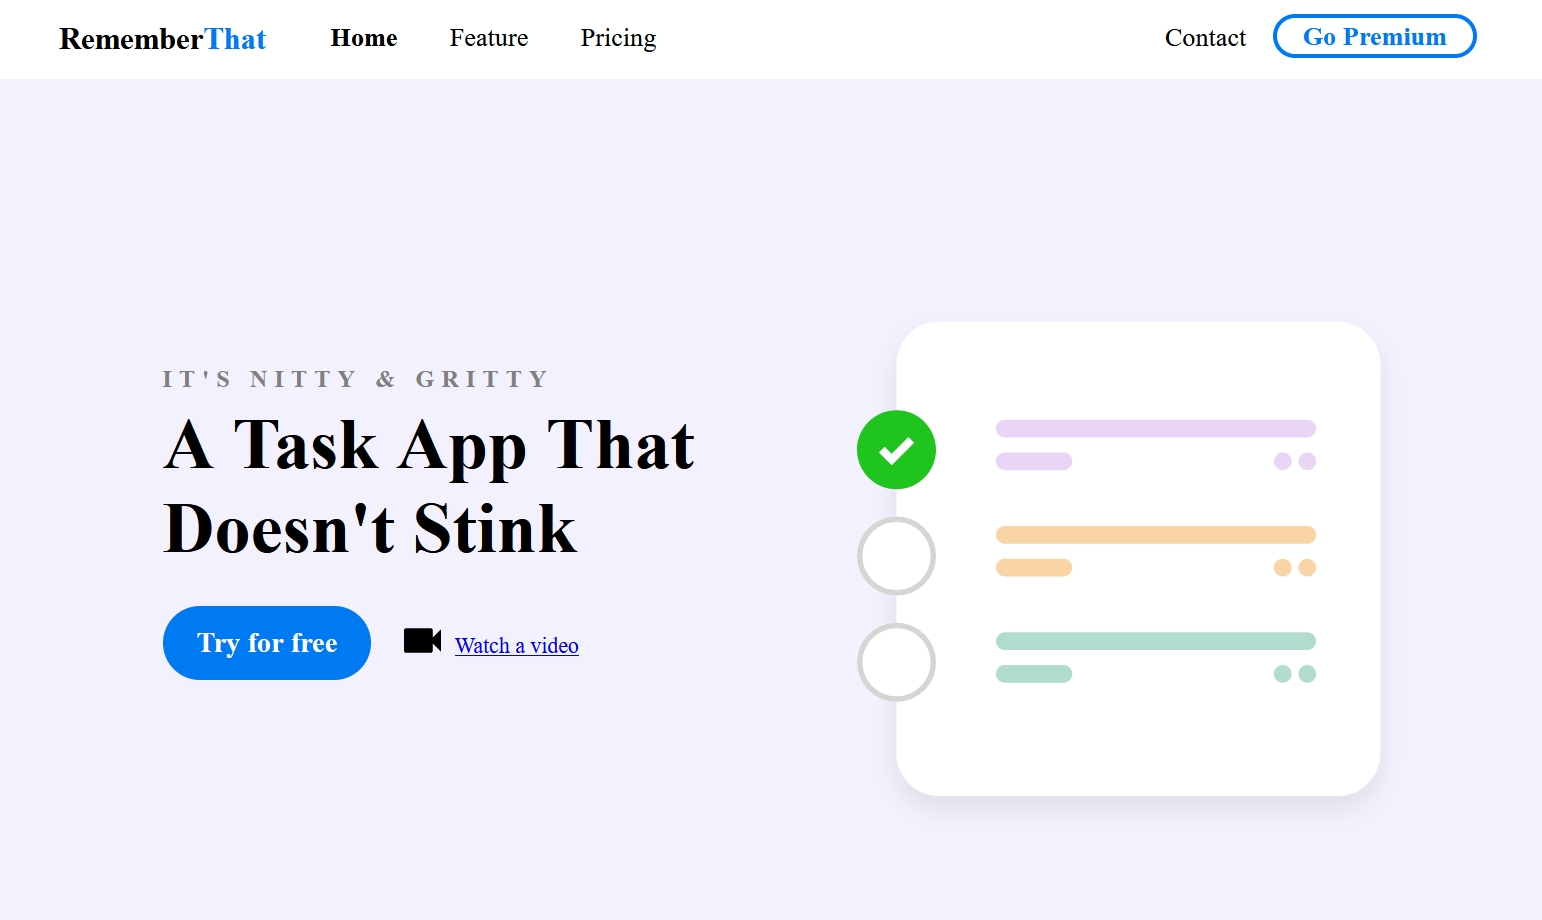 RememberThat Home Feature Pricing Contact Go Premium
IT'S NITTY & GRITTY
A Task App That
Doesn't Stink
Try for free Watch a video